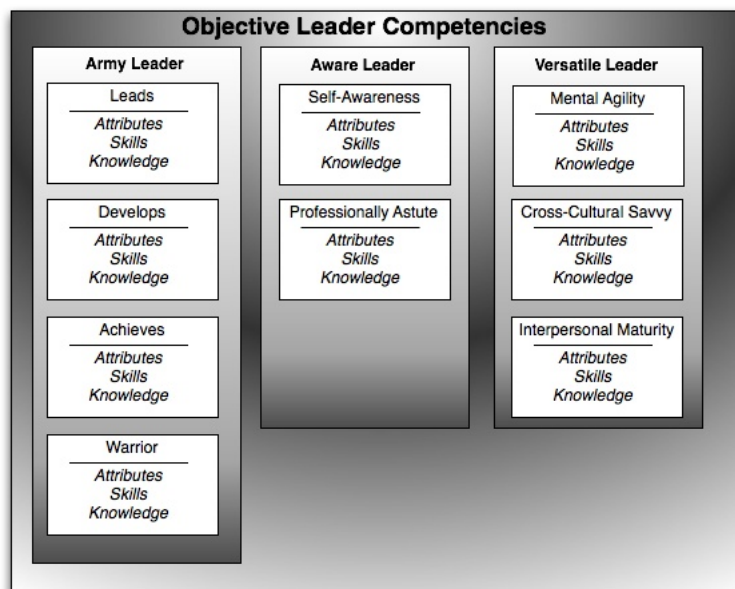 Objective Leader Competencies
Army Leader
Leads
Attributes
Skills
Knowledge
Develops
Attributes
Skills
Knowledge
Achieves
Attributes
Skills
Knowledge
Warrior
Attributes
Skills
Knowledge
Aware Leader
Self-Awareness
Attributes
Skills
Knowledge
Professionally Astute
Attributes
Skills
Knowledge
Versatile Leader
Mental Agility
Attributes
Skills
Knowledge
Cross-Cultural Savvy
Attributes
Skills
Knowledge
Interpersonal Maturity
Attributes
Skills
Knowledge